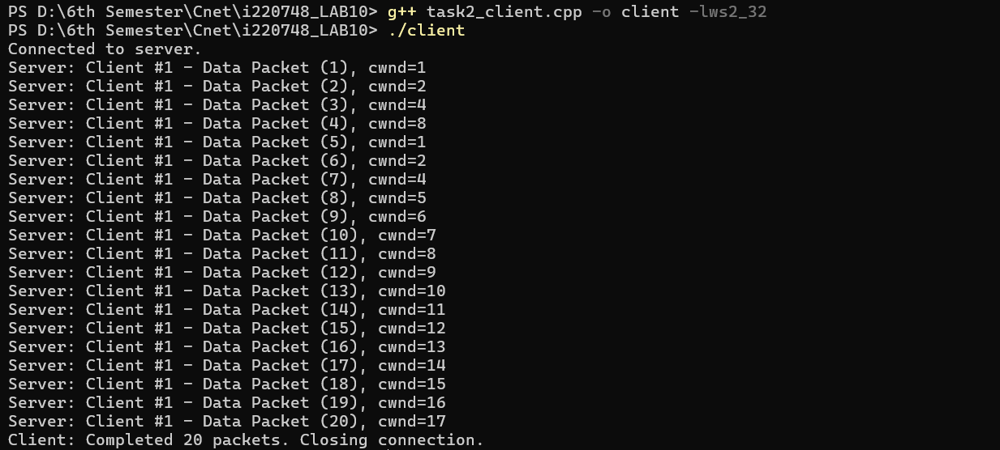 PS D:\6th Semester\Cnet\i220748_LAB10> g++ task2_client.cpp -o client -lws2_32
PS D:\6th Semester\Cnet\i220748_LAB10> ./client
Connected to server.
Server: Client #1 - Data Packet (1), cwnd=1
Server: Client #1 - Data Packet (2), cwnd=2
Server: Client #1 - Data Packet (3), cwnd=4
Server: Client #1 - Data Packet (4), cwnd=8
Server: Client #1 - Data Packet (5), cwnd=1
Server: Client #1 - Data Packet (6), cwnd=2
Server: Client #1 - Data Packet (7), cwnd=4
Server: Client #1 - Data Packet (8), cwnd=5
Server: Client #1 - Data Packet (9), cwnd=6
Server: Client #1 - Data Packet (10), cwnd=7
Server: Client #1 - Data Packet (11), cwnd=8
Server: Client #1 - Data Packet (12), cwnd=9
Server: Client #1 - Data Packet (13), cwnd=10
Server: Client #1 - Data Packet (14), cwnd=11
Server: Client #1 - Data Packet (15), cwnd=12
Server: Client #1 - Data Packet (16), cwnd=13
Server: Client #1 - Data Packet (17), cwnd=14
Server: Client #1 - Data Packet (18), cwnd=15
Server: Client #1 - Data Packet (19), cwnd=16
Server: Client #1 - Data Packet (20), cwnd=17
Client: Completed 20 packets. Closing connection.